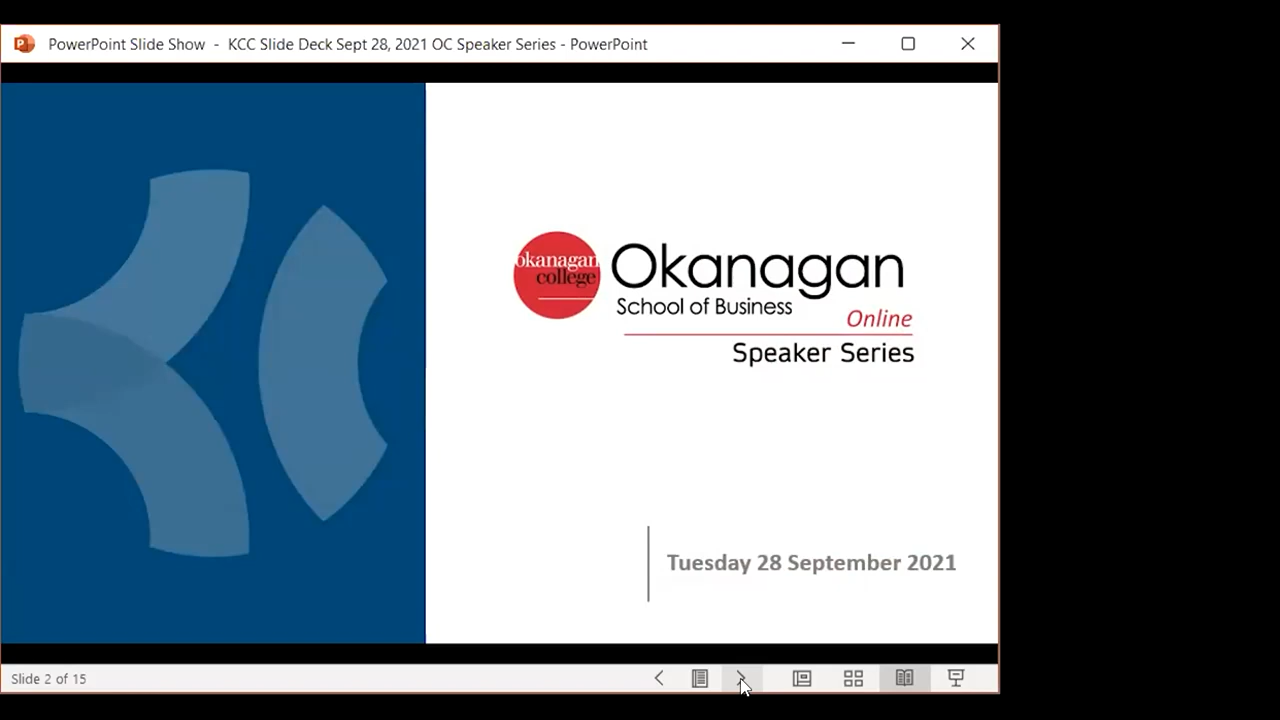 PowerPoint Slide Show - KCC Slide Deck Sept 28, 2021 OC Speaker Series - PowerPoint
okanagan
college
Okanagan
School of Business
Online
Speaker Series
Tuesday 28 September 2021
Slide 2 of 15